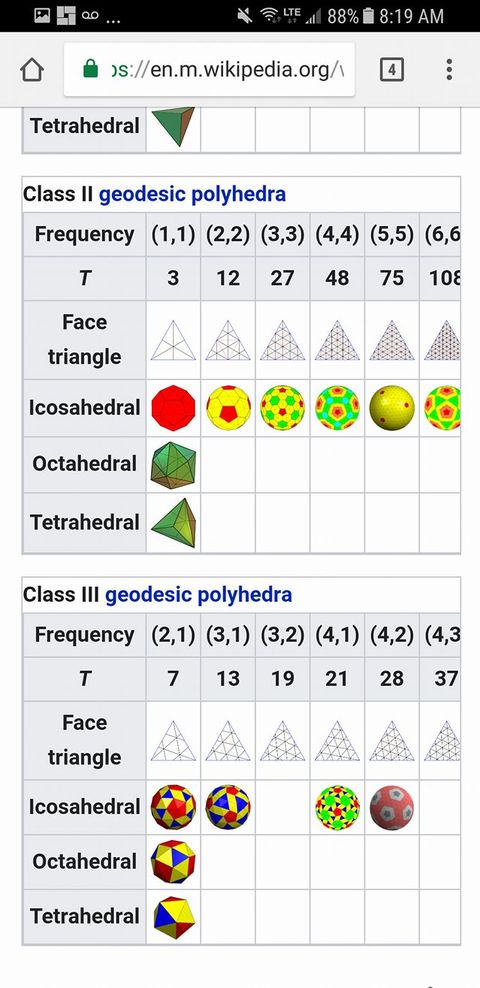 ... LTE 88% 8:19 AM
ps://en.m.wikipedia.org/ 4
Tetrahedral
Class II geodesic polyhedra
Frequency (1,1) (2,2) (3,3) (4,4) (5,5) (6,6
T 3 12 27 48 75 108
Face
triangle
Icosahedral
Octahedral
Tetrahedral
Class III geodesic polyhedra
Frequency (2,1) (3,1) (3,2) (4,1) (4,2) (4,3
T 7 13 19 21 28 37
Face
triangle
Icosahedral
Octahedral
Tetrahedral